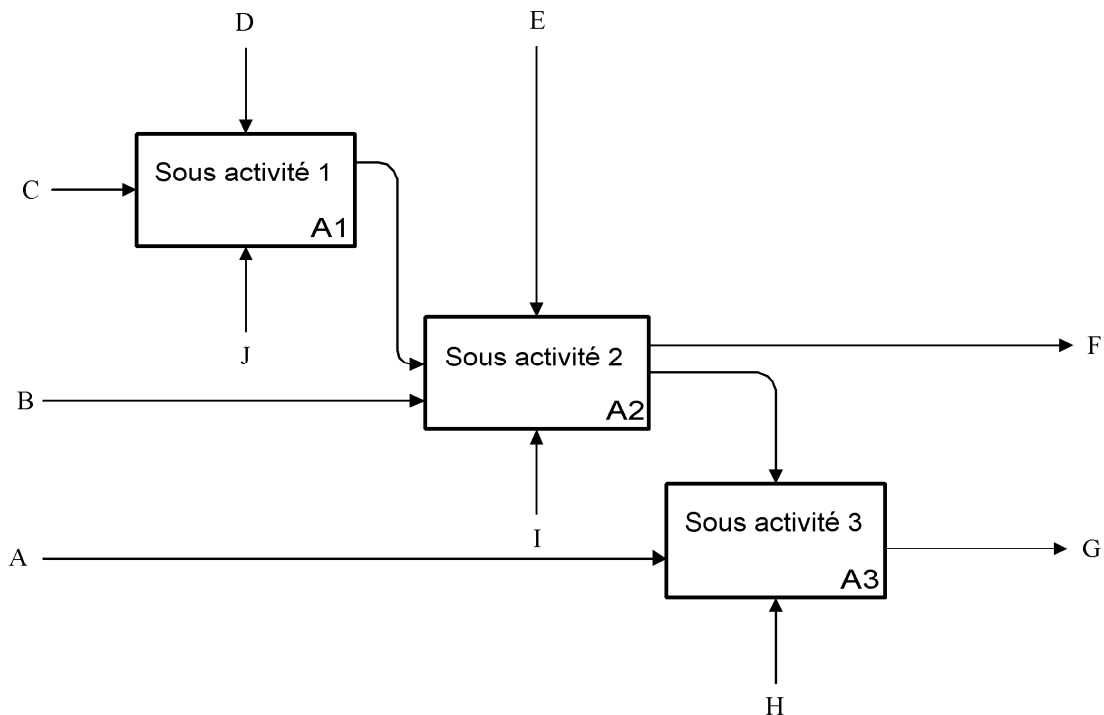 D
E
Sous activité 1
C
A1
J
Sous activité 2
F
B
A2
Sous activité 3
I
A
G
A3
H